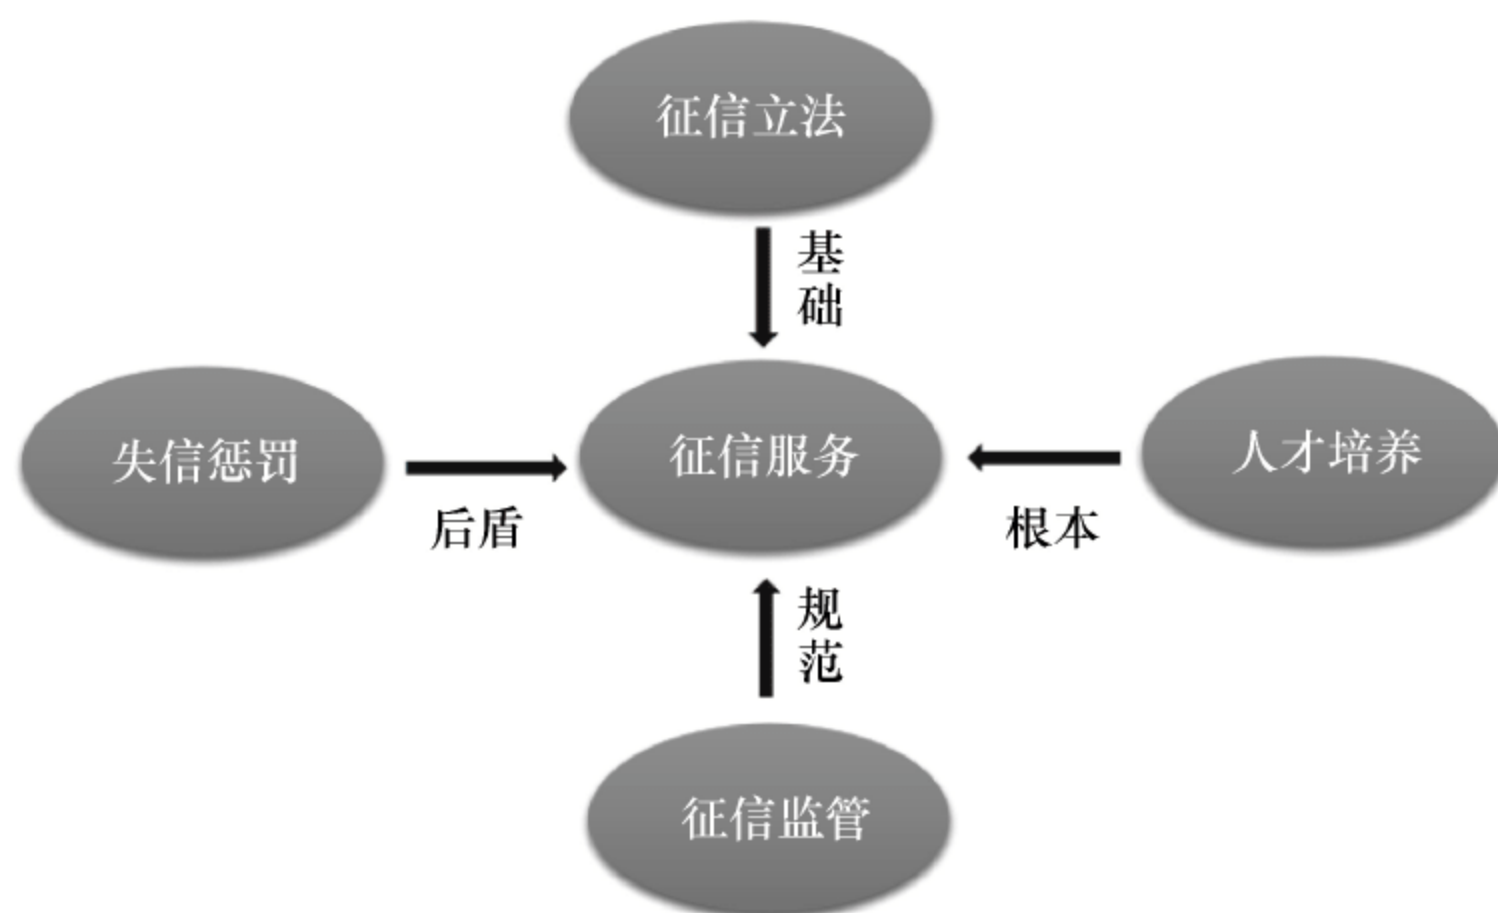 征信立法
基础
失信惩罚
征信服务
人才培养
后盾
根本
规范
征信监管